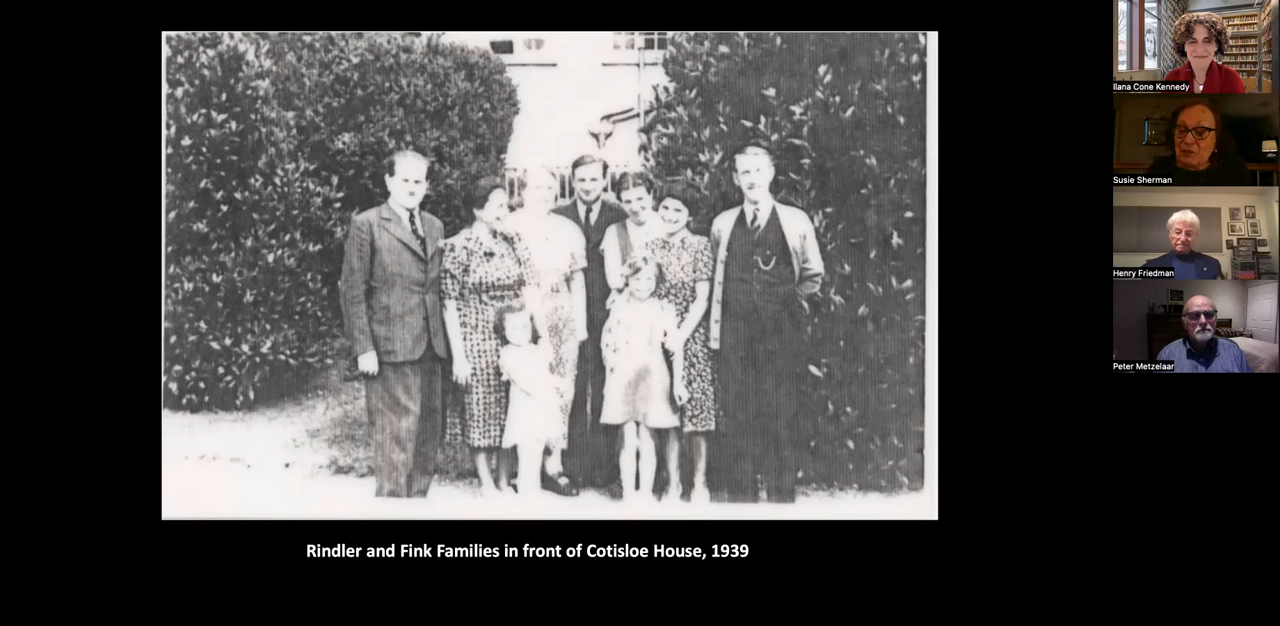 Rindler and Fink Families in front of Cotisloe House, 1939
Ilana Cone Kennedy
Susie Sherman
Henry Friedman
Peter Metzelaar